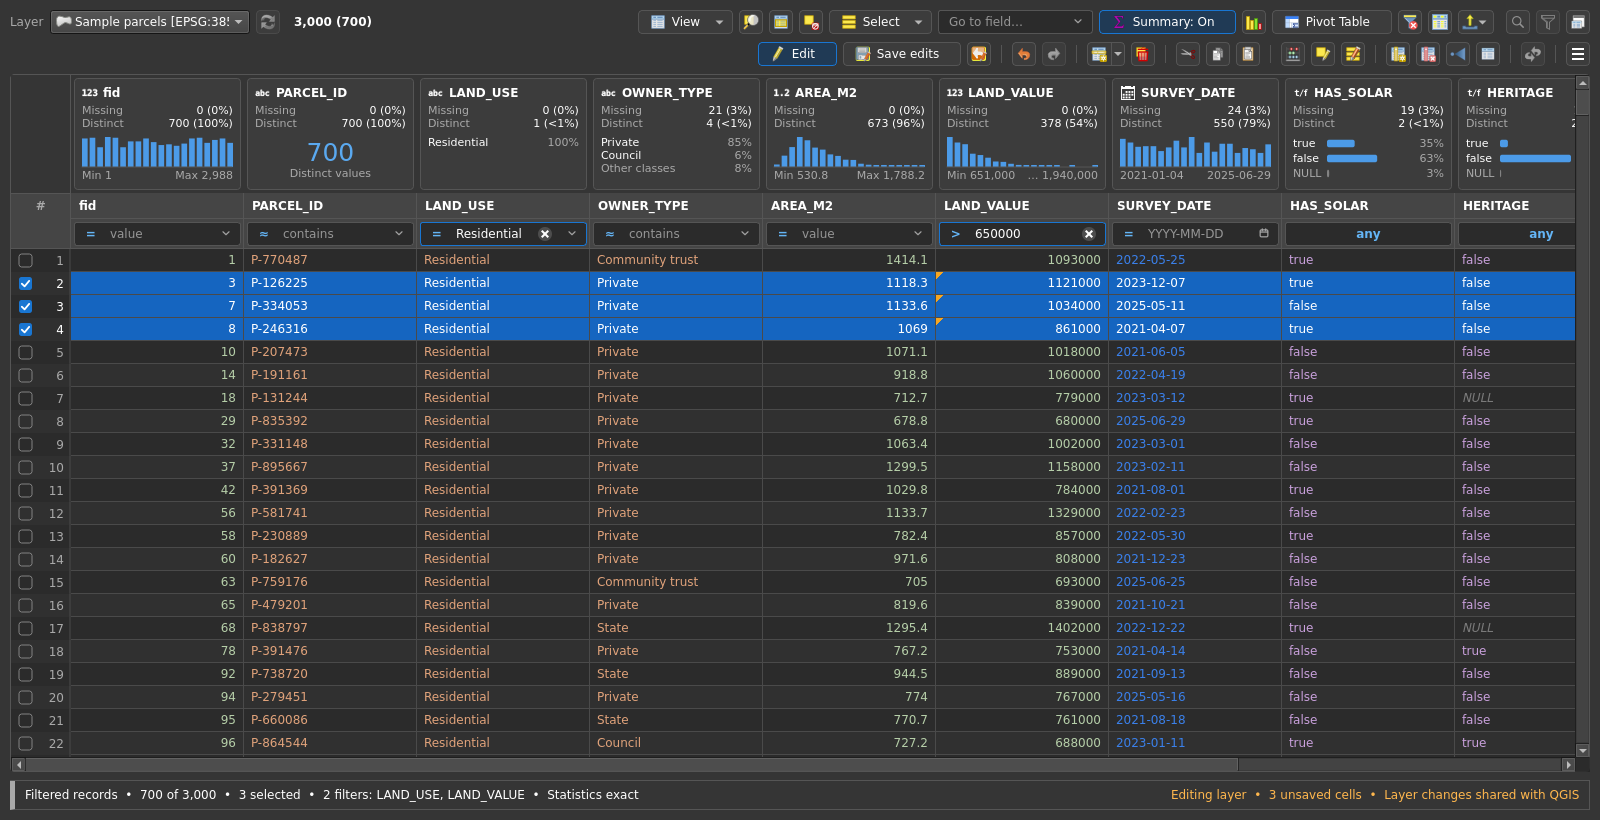 Layer Sample parcels [EPSG:385 3,000 (700) View Select Go to field... Summary: On Pivot Table
Edit Save edits
123 fid abc PARCEL_ID abc LAND_USE abc OWNER_TYPE 1.2 AREA_M2 123 LAND_VALUE SURVEY_DATE t/f HAS_SOLAR t/f HERITAGE
Missing 0 (0%) Missing 0 (0%) Missing 0 (0%) Missing 21 (3%) Missing 0 (0%) Missing 0 (0%) Missing 24 (3%) Missing 19 (3%) Missing
Distinct 700 (100%) Distinct 700 (100%) Distinct 1 (<1%) Distinct 4 (<1%) Distinct 673 (96%) Distinct 378 (54%) Distinct 550 (79%) Distinct 2 (<1%) Distinct 2
700 Residential 100% Private 85% true 35% true
Council 6% false 63% false
Distinct values Other classes 8% NULL 3% NULL
Min 1 Max 2,988 Min 530.8 Max 1,788.2 Min 651,000 ... 1,940,000 2021-01-04 2025-06-29
# fid PARCEL_ID LAND_USE OWNER_TYPE AREA_M2 LAND_VALUE SURVEY_DATE HAS_SOLAR HERITAGE
= value ≈ contains = Residential ≈ contains = value > 650000 = YYYY-MM-DD any any
1 1 P-770487 Residential Community trust 1414.1 1093000 2022-05-25 true false
2 3 P-126225 Residential Private 1118.3 1121000 2023-12-07 true false
3 7 P-334053 Residential Private 1133.6 1034000 2025-05-11 false false
4 8 P-246316 Residential Private 1069 861000 2021-04-07 true false
5 10 P-207473 Residential Private 1071.1 1018000 2021-06-05 false false
6 14 P-191161 Residential Private 918.8 1060000 2022-04-19 false false
7 18 P-131244 Residential Private 712.7 779000 2023-03-12 true NULL
8 29 P-835392 Residential Private 678.8 680000 2025-06-29 true false
9 32 P-331148 Residential Private 1063.4 1002000 2023-03-01 false false
10 37 P-895667 Residential Private 1299.5 1158000 2023-02-11 false false
11 42 P-391369 Residential Private 1029.8 784000 2021-08-01 true false
12 56 P-581741 Residential Private 1133.7 1329000 2022-02-23 false false
13 58 P-230889 Residential Private 782.4 857000 2022-05-30 true false
14 60 P-182627 Residential Private 971.6 808000 2021-12-23 false false
15 63 P-759176 Residential Community trust 705 693000 2025-06-25 false false
16 65 P-479201 Residential Private 819.6 839000 2021-10-21 false false
17 68 P-838797 Residential State 1295.4 1402000 2022-12-22 true NULL
18 78 P-391476 Residential Private 767.2 753000 2021-04-14 false true
19 92 P-738720 Residential State 944.5 889000 2021-09-13 false false
20 94 P-279451 Residential Private 774 767000 2025-05-16 false false
21 95 P-660086 Residential State 770.7 761000 2021-08-18 false false
22 96 P-864544 Residential Council 727.2 688000 2023-01-11 true true
Filtered records • 700 of 3,000 • 3 selected • 2 filters: LAND_USE, LAND_VALUE • Statistics exact Editing layer • 3 unsaved cells • Layer changes shared with QGIS